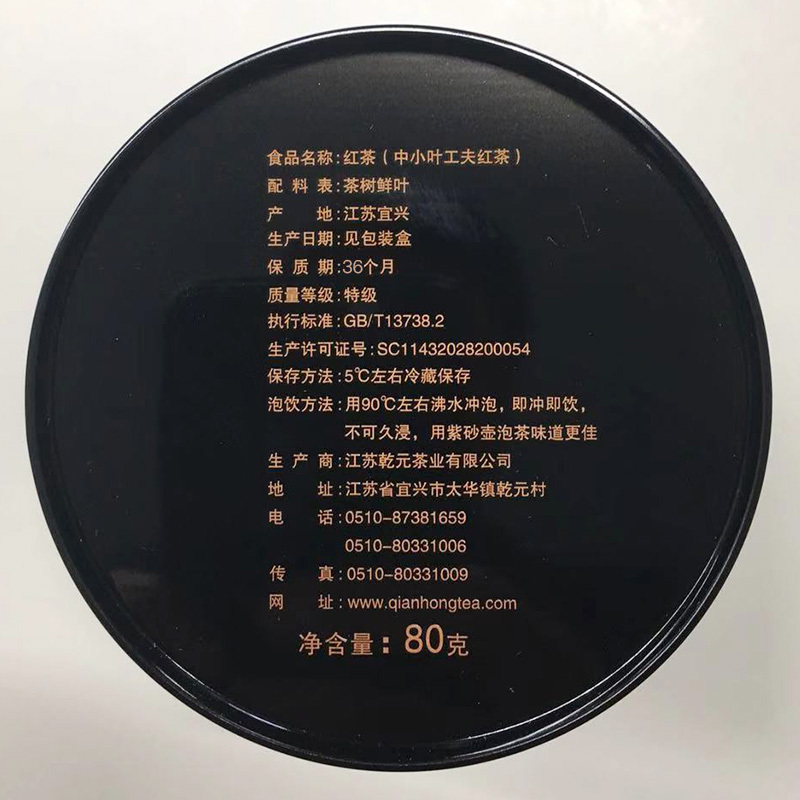 食品名称:红茶(中小叶工夫红茶)
配料表:茶树鲜叶
产地:江苏宜兴
生产日期:见包装盒
保质期:36个月
质量等级:特级
执行标准:GB/T13738.2
生产许可证号:SC11432028200054
保存方法:5℃左右冷藏保存
泡饮方法:用90℃左右沸水冲泡，即冲即饮，
不可久浸，用紫砂壶泡茶味道更佳
生产商:江苏乾元茶业有限公司
地址:江苏省宜兴市太华镇乾元村
电话:0510-87381659
0510-80331006
传真:0510-80331009
网址:www.qianhongtea.com
净含量:80克